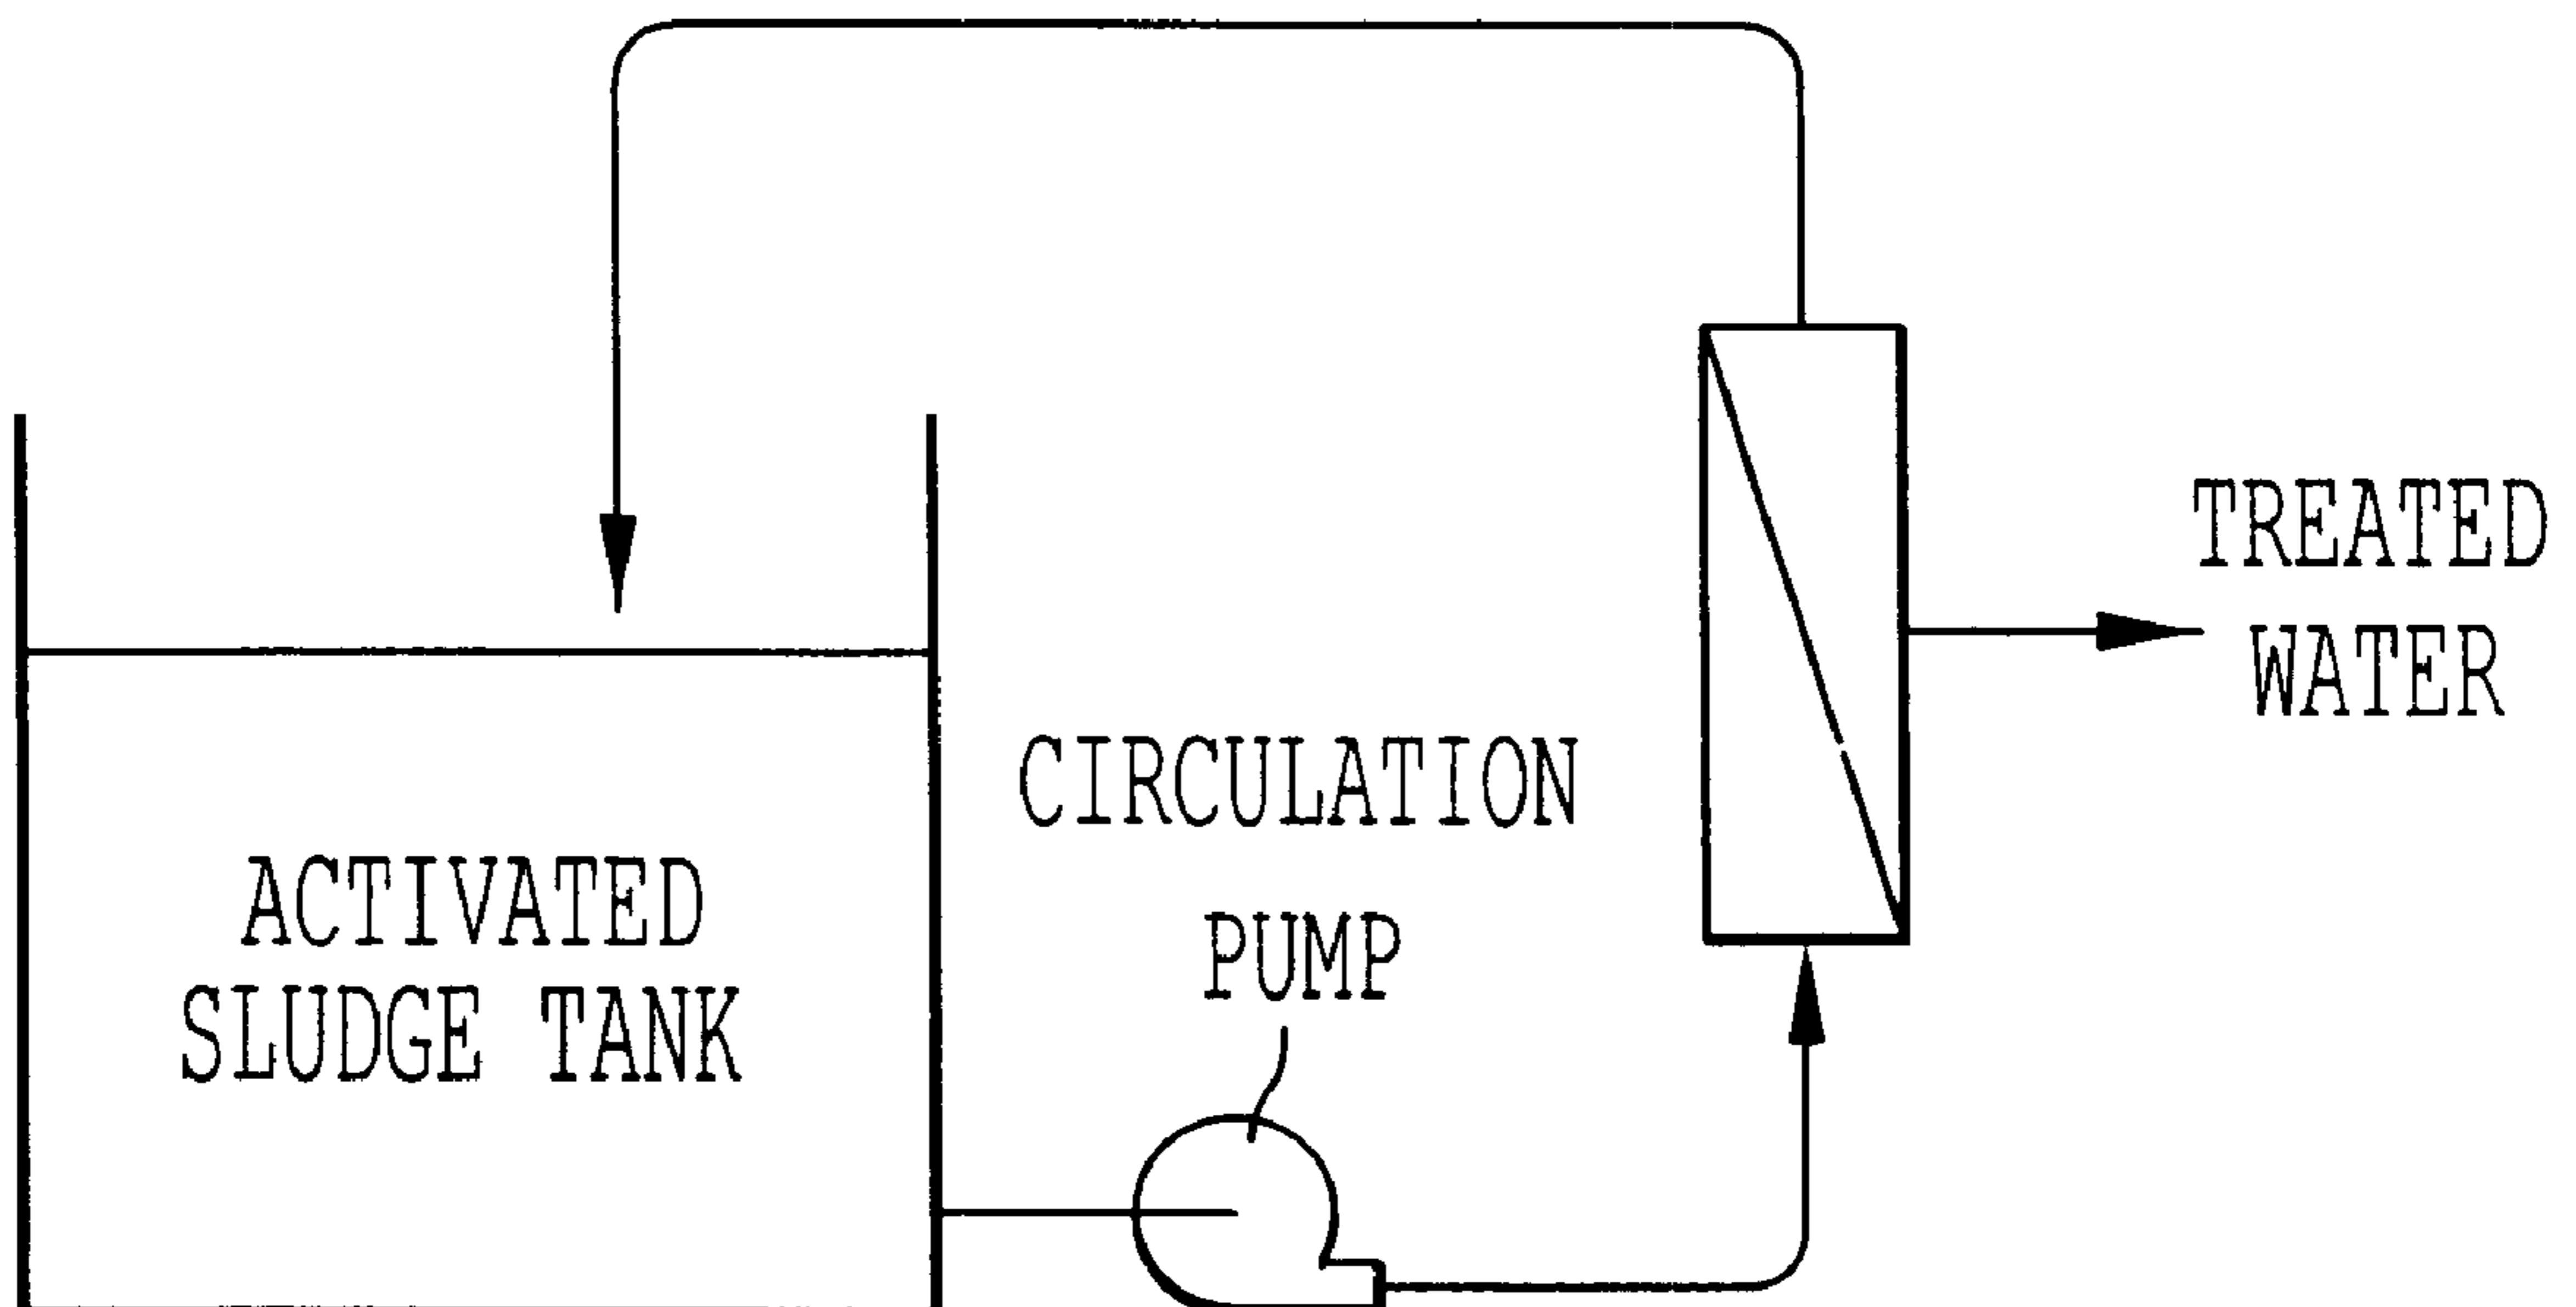 TREATED
WATER
CIRCULATION
PUMP
ACTIVATED
SLUDGE TANK